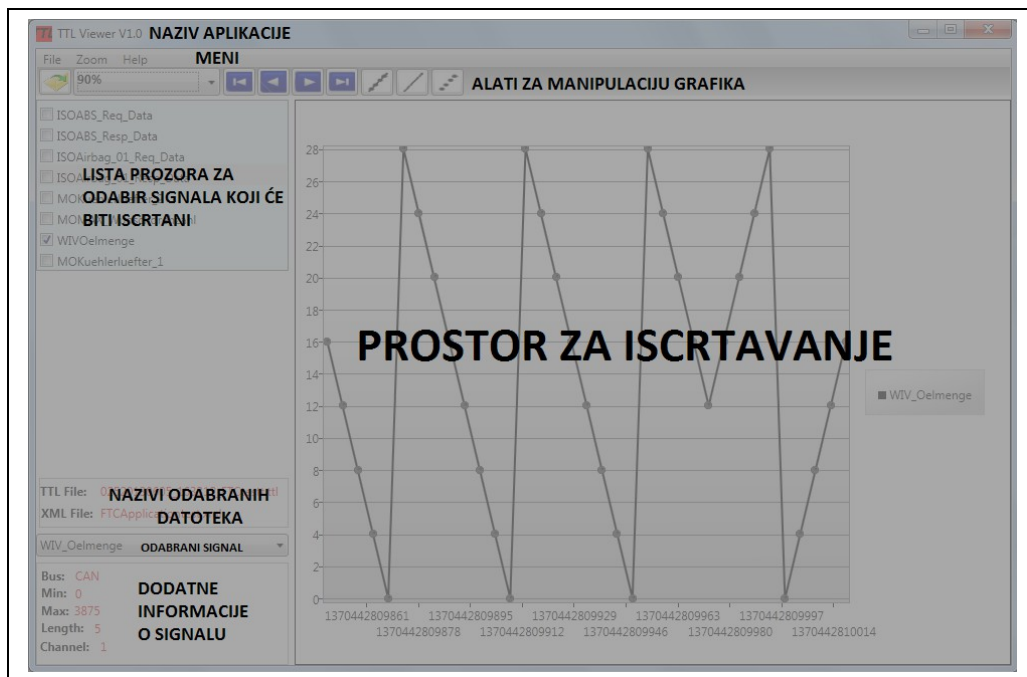 TTL Viewer V1.0 NAZIV APLIKACIJE
File Zoom Help MENI
90% ALATI ZA MANIPULACIJU GRAFIKA
ISOABS_Req_Data
ISOABS_Resp_Data
ISOAirbag_01_Req_Data
LISTA PROZORA ZA
ODABIR SIGNALA KOJI ĆE
BITI ISCRTANI
WIVOelmenge
MOKuehlerluefter_1
28
26
24
22
20
18
16
14
12
10
8
6
4
2
0
PROSTOR ZA ISCRTAVANJE
WIV_Oelmenge
1370442809861 1370442809895 1370442809929 1370442809963 1370442809997
1370442809878 1370442809912 1370442809946 1370442809980 1370442810014
TTL File: NAZIVI ODABRANIH
XML File: DATOTEKA
WIV_Oelmenge ODABRANI SIGNAL
Bus: CAN
Min: 0
Max: 3875
Length: 5
Channel: 1
DODATNE
INFORMACIJE
O SIGNALU